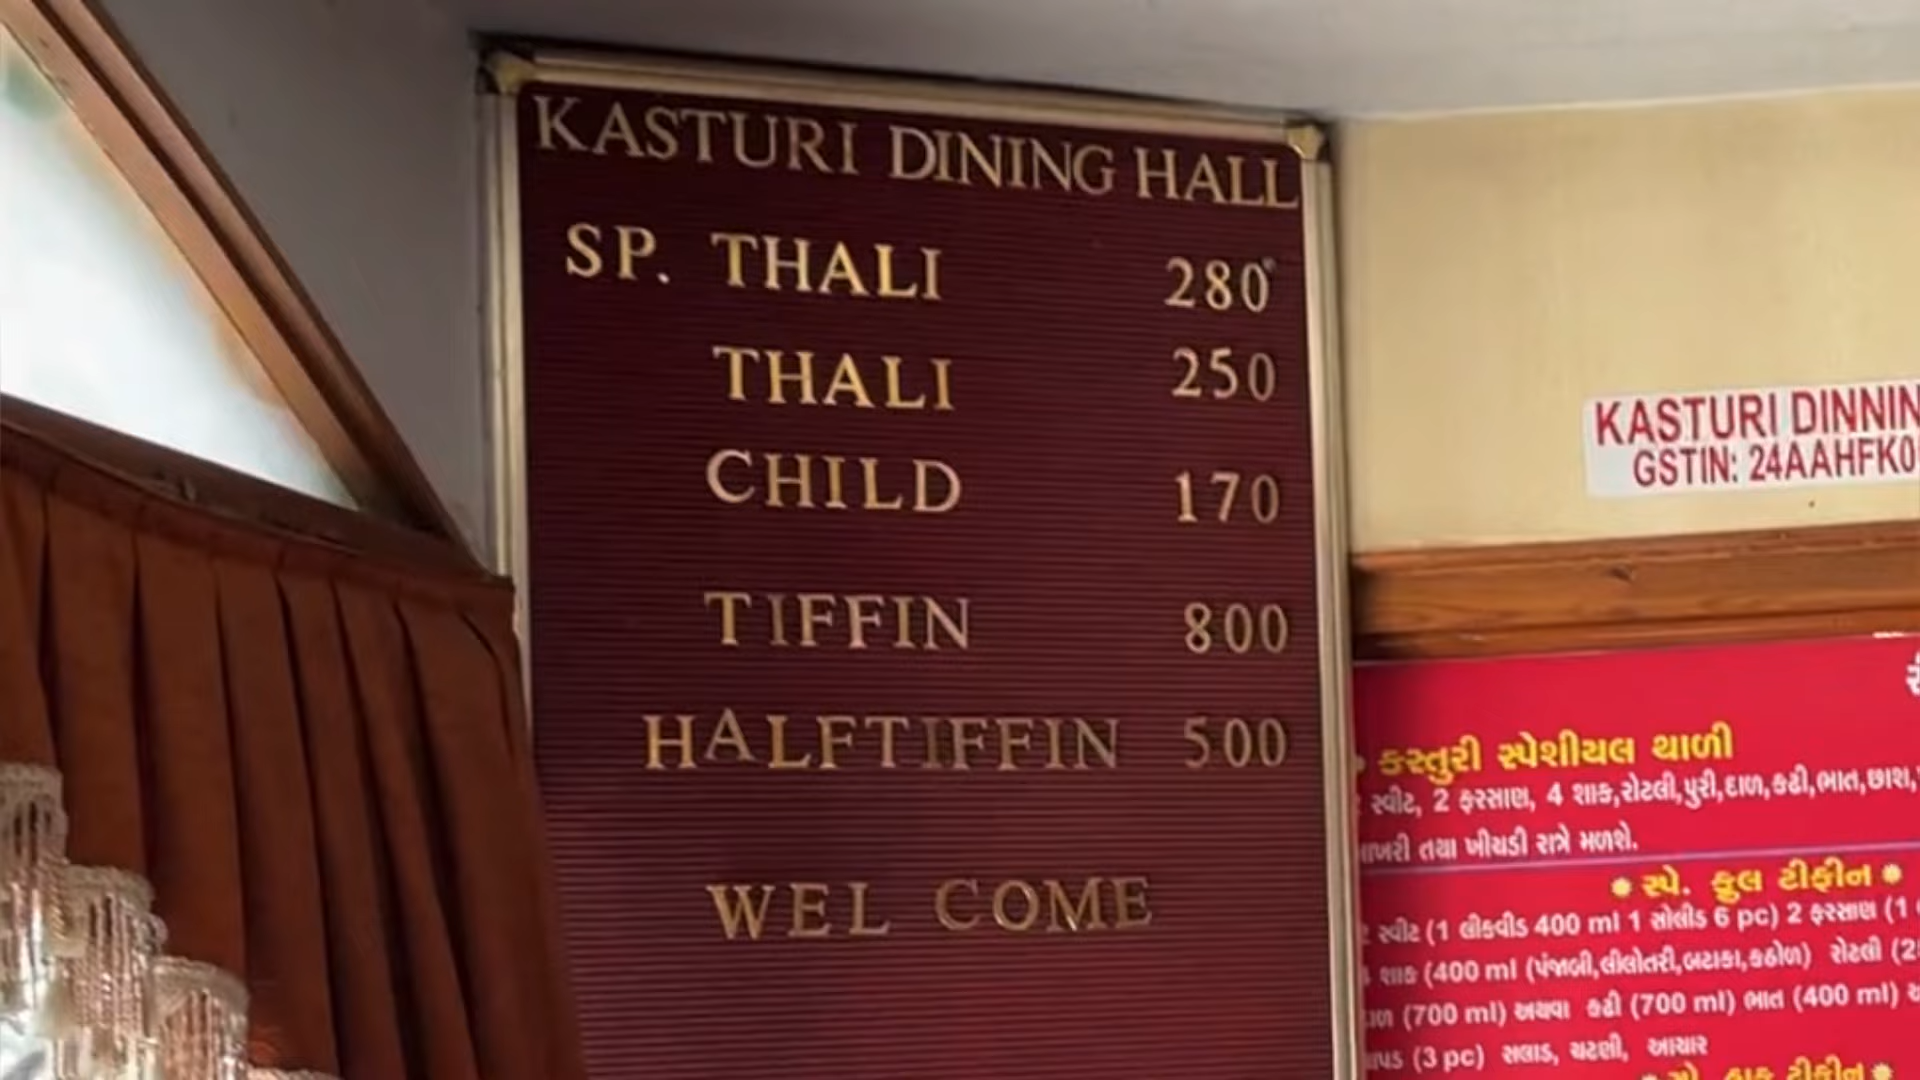 KASTURI DINING HALL
SP. THALI 280
THALI 250
CHILD 170
TIFFIN 800
HALFTIFFIN 500
WEL COME
KASTURI DINNIN
GSTIN: 24AAHFK0
કસ્તુરી સ્પેશીયલ થાળી
સ્વીટ, 2 ફરસાણ, 4 શાક,રોટલી,પુરી,દાળ,કઢી,ભાત,છાશ,
તથા ખીચડી રાત્રે મળશે.
સ્પે. ફુલ ટીફીન
સ્વીટ (1 લીકવીડ 400 ml 1 સોલીડ 6 pc) 2 ફરસાણ (1
શાક (400 ml (પંજાબી,લીલોતરી,બટાકા,કઠોળ) રોટલી (2
(700 ml) અથવા કઢી (700 ml) ભાત (400 ml)
(3 pc) સલાડ, ચટણી, આચાર